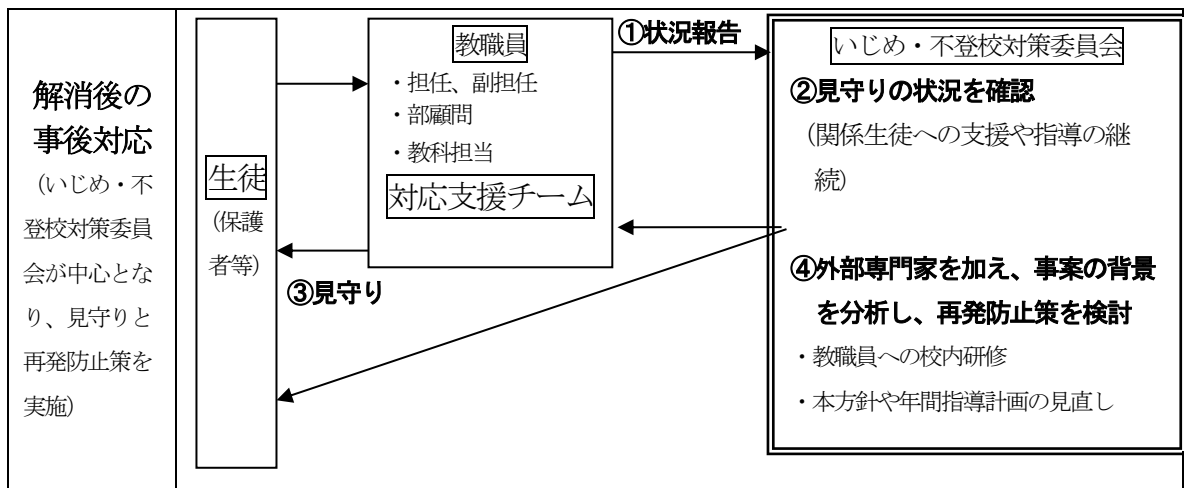 解消後の
事後対応
（いじめ・不
登校対策委員
会が中心とな
り、見守りと
再発防止策を
実施）
生徒
（保護
者等）
教職員
・担任、副担任
・部顧問
・教科担当
対応支援チーム
①状況報告
③見守り
いじめ・不登校対策委員会
②見守りの状況を確認
（関係生徒への支援や指導の継
続）
④外部専門家を加え、事案の背景
を分析し、再発防止策を検討
・教職員への校内研修
・本方針や年間指導計画の見直し